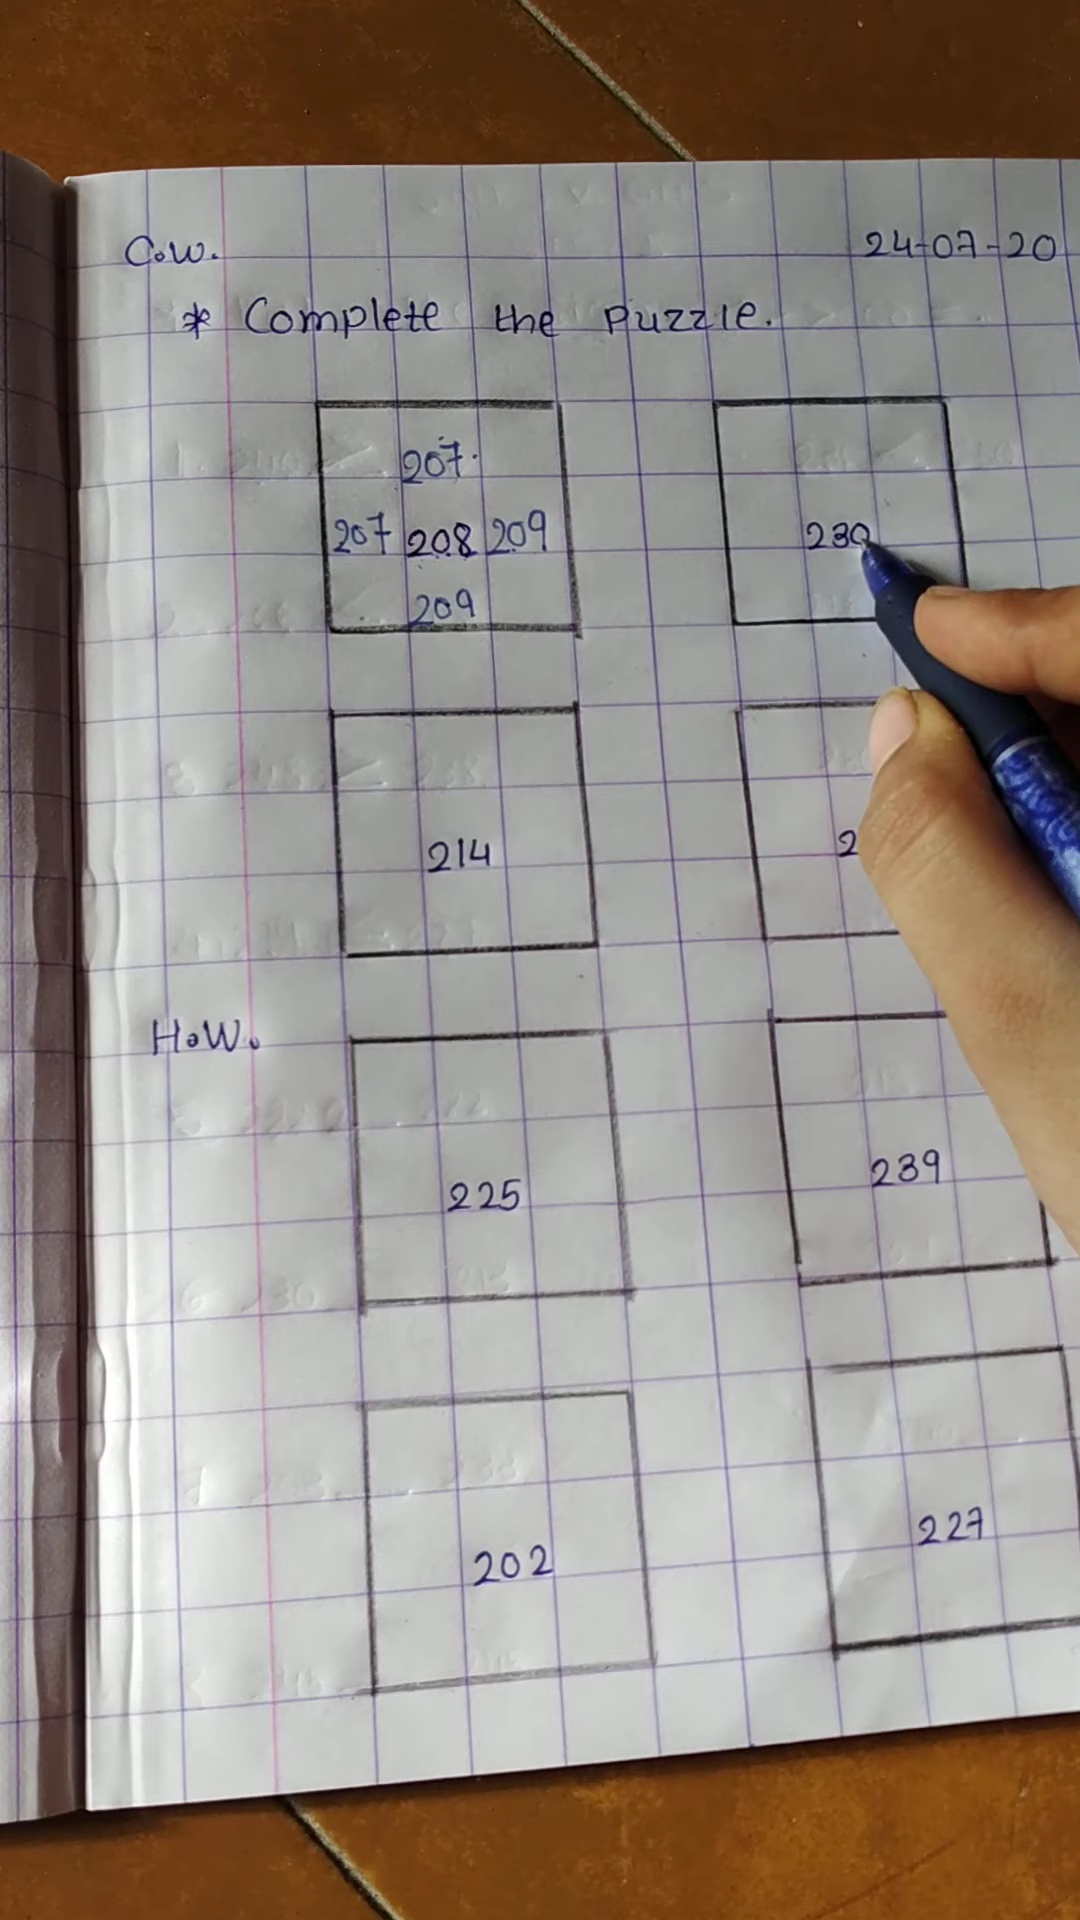 C.W. 24-07-20
* Complete the Puzzle.
207
207 208 209 230
209
214
H.W.
225 239
202 227